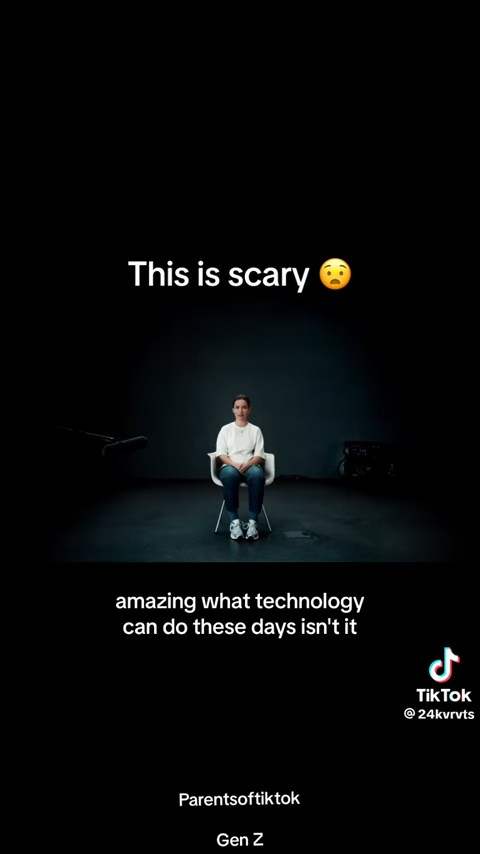 This is scary 😟
amazing what technology
can do these days isn't it
TikTok
@ 24kvrvts
Parentsoftiktok
Gen Z